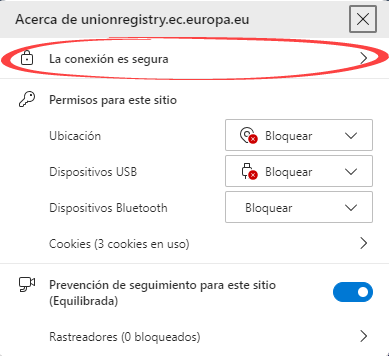 Acerca de unionregistry.ec.europa.eu
La conexión es segura
Permisos para este sitio
Ubicación
Bloquear
Dispositivos USB
Bloquear
Dispositivos Bluetooth
Bloquear
Cookies (3 cookies en uso)
Prevención de seguimiento para este sitio
(Equilibrada)
Rastreadores (0 bloqueados)